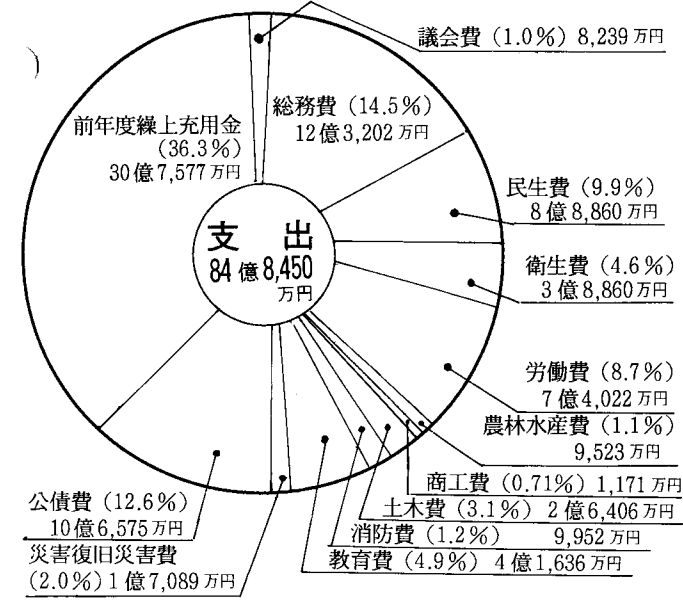 議会費（1.0％）8,239万円
総務費（14.5％）
12億3,202万円
前年度繰上充用金
（36.3％）
30億7,577万円
民生費（9.9％）
8億8,860万円
支出
84億8,450
万円
衛生費（4.6％）
3億8,860万円
労働費（8.7％）
7億4,022万円
農林水産費（1.1％）
9,523万円
商工費（0.71％）1,171万円
土木費（3.1％）2億6,406万円
消防費（1.2％）9,952万円
教育費（4.9％）4億1,636万円
公債費（12.6％）
10億6,575万円
災害復旧災害費
（2.0％）1億7,089万円